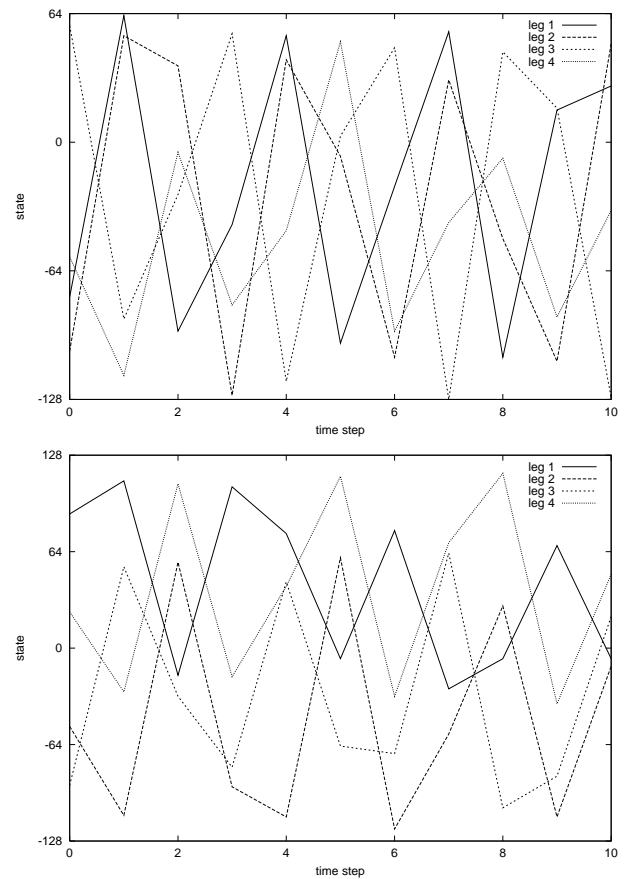 64
0
-64
-128
state
leg 1
leg 2
leg 3
leg 4
0 2 4 6 8 10
time step
128
64
0
-64
-128
state
leg 1
leg 2
leg 3
leg 4
0 2 4 6 8 10
time step